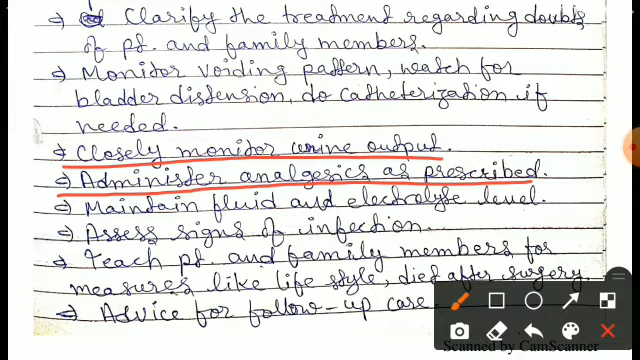 ⇒ Clarify the treatment regarding doubts
of pt. and family members.
⇒ Monitor voiding pattern, watch for
bladder distension, do catheterization if
needed.
⇒ Closely monitor urine output.
⇒ Administer analgesics as prescribed.
⇒ Maintain fluid and electrolyte level.
⇒ Assess signs of infection.
⇒ Teach pt. and family members for
measures like life style, died after surgery.
⇒ Advice for follow-up care.
Scanned by CamScanner